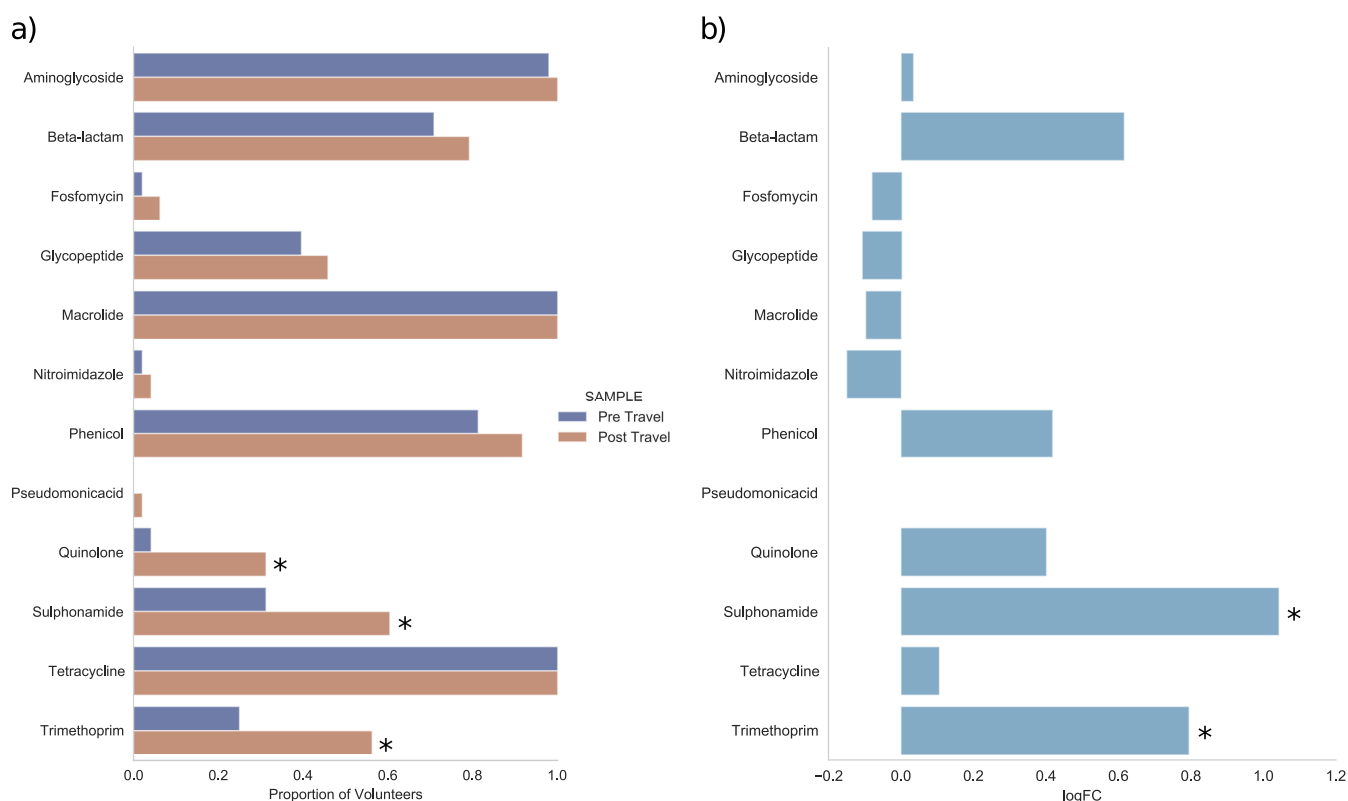 a)
Aminoglycoside
Beta-lactam
Fosfomycin
Glycopeptide
Macrolide
Nitroimidazole
Phenicol
Pseudomonicacid
Quinolone
*
Sulphonamide
*
Tetracycline
Trimethoprim
*
0.0 0.2 0.4 0.6 0.8 1.0
Proportion of Volunteers
SAMPLE
Pre Travel
Post Travel
b)
Aminoglycoside
Beta-lactam
Fosfomycin
Glycopeptide
Macrolide
Nitroimidazole
Phenicol
Pseudomonicacid
Quinolone
Sulphonamide
*
Tetracycline
Trimethoprim
*
−0.2 0.0 0.2 0.4 0.6 0.8 1.0 1.2
logFC